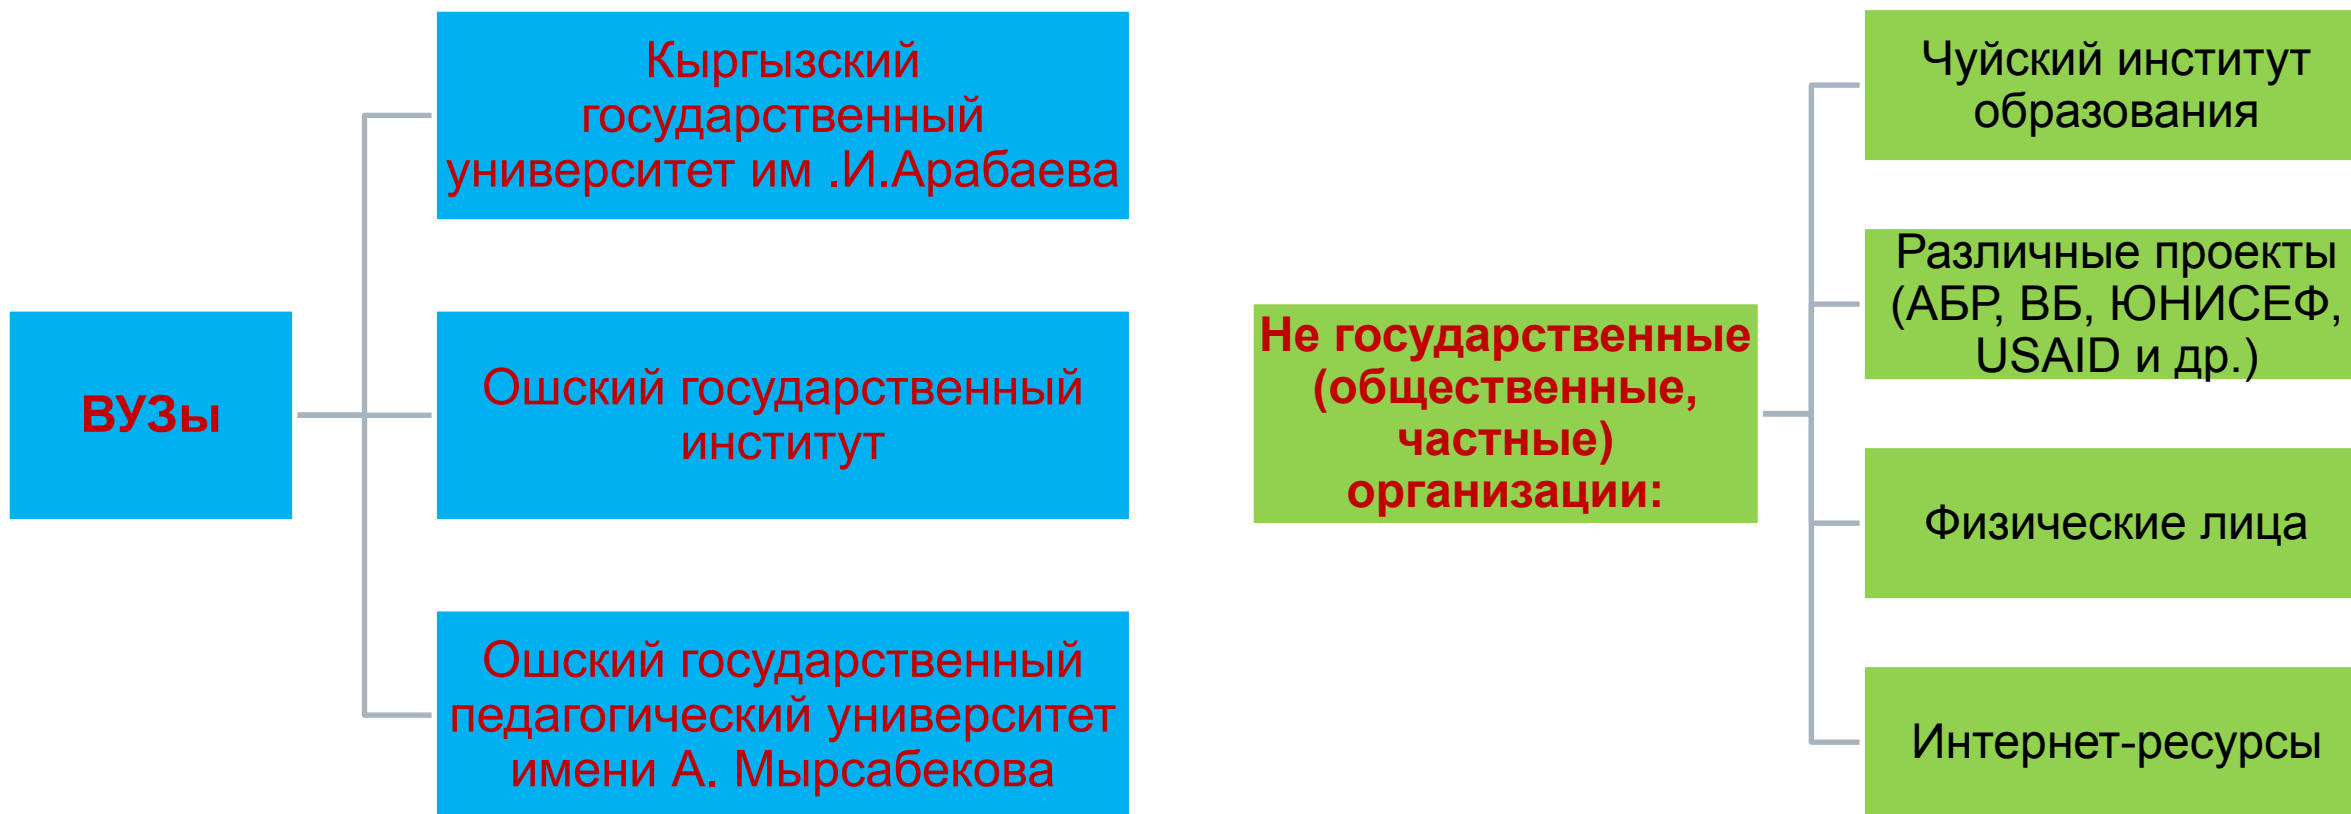 ВУЗы
Кыргызский
государственный
университет им .И.Арабаева
Ошский государственный
институт
Ошский государственный
педагогический университет
имени А. Мырсабекова
Не государственные
(общественные,
частные)
организации:
Чуйский институт
образования
Различные проекты
(АБР, ВБ, ЮНИСЕФ,
USAID и др.)
Физические лица
Интернет-ресурсы